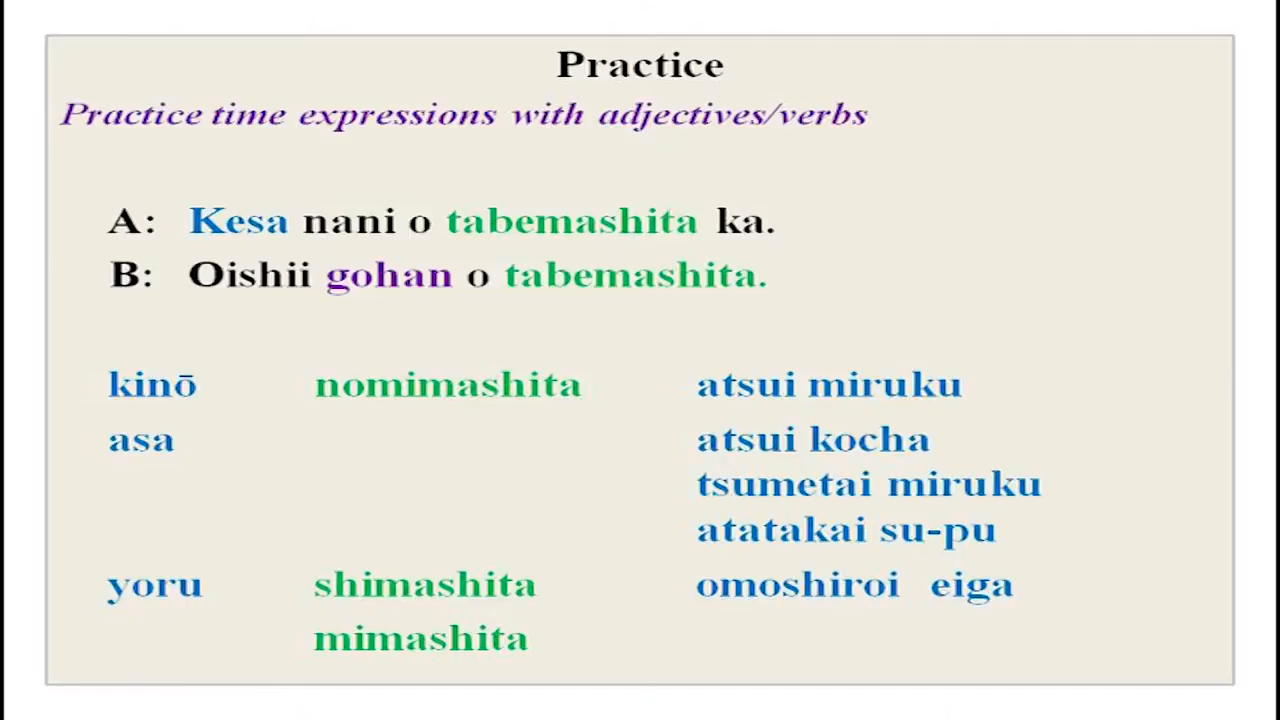 Practice
Practice time expressions with adjectives/verbs
A: Kesa nani o tabemashita ka.
B: Oishii gohan o tabemashita.
kinō nomimashita atsui miruku
asa atsui kocha
tsumetai miruku
atatakai su-pu
yoru shimashita omoshiroi eiga
mimashita